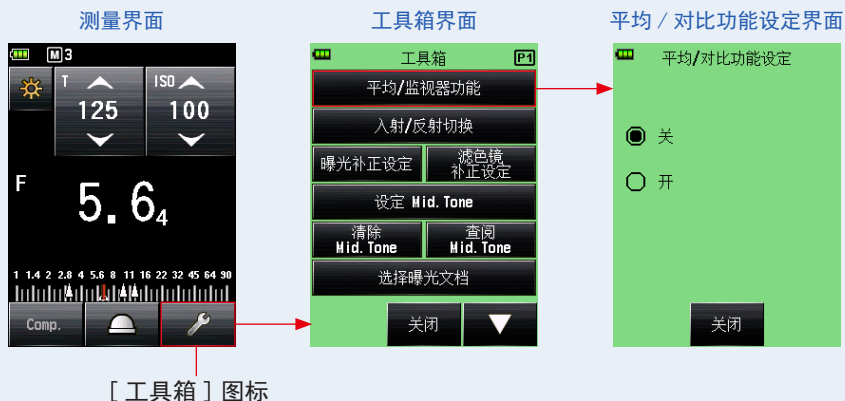 测量界面
M3
T
125
ISO
100
F
5.6₄
1 1.4 2 2.8 4 5.6 8 11 16 22 32 45 64 90
Comp.
[ 工具箱 ] 图标
工具箱界面
工具箱 P1
平均/监视器功能
入射/反射切换
曝光补正设定
滤色镜
补正设定
设定 Mid. Tone
清除
Mid. Tone
查阅
Mid. Tone
选择曝光文档
关闭
平均 / 对比功能设定界面
平均/对比功能设定
关
开
关闭